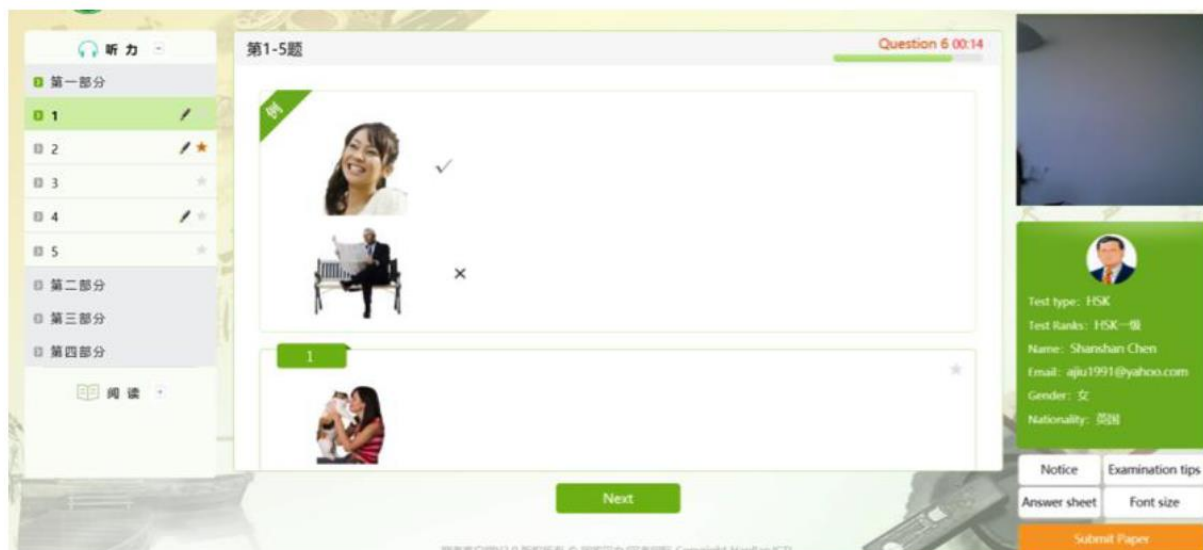 听力
第一部分
1
2
3
4
5
第二部分
第三部分
第四部分
阅读
第1-5题
Question 6 00:14
例
1
Next
Test type: HSK
Test Ranks: HSK一级
Name: Shanshan Chen
Email: ajiu1991@yahoo.com
Gender: 女
Nationality: 英国
Notice
Examination tips
Answer sheet
Font size
Submit Paper